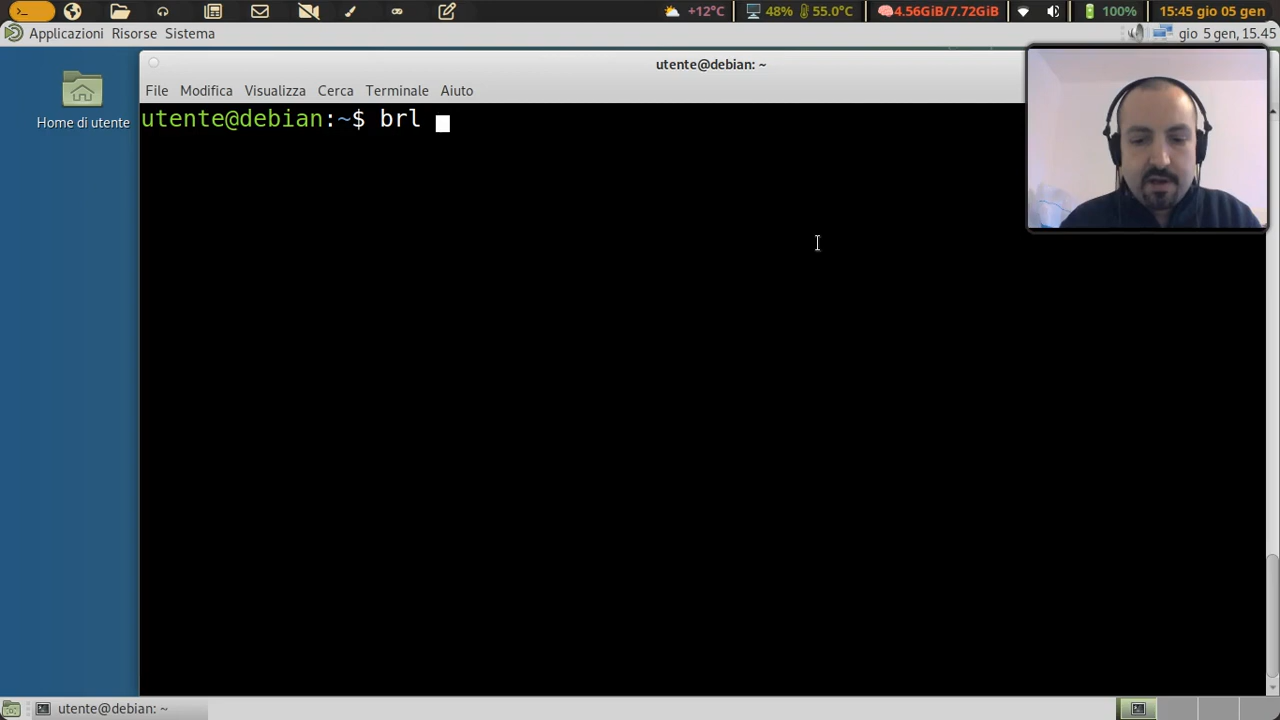 +12°C 48% 55.0°C 4.56GiB/7.72GiB 100% 15:45 gio 05 gen
Applicazioni Risorse Sistema gio 5 gen, 15.45
utente@debian: ~
File Modifica Visualizza Cerca Terminale Aiuto
Home di utente
utente@debian:~$ brl
utente@debian: ~